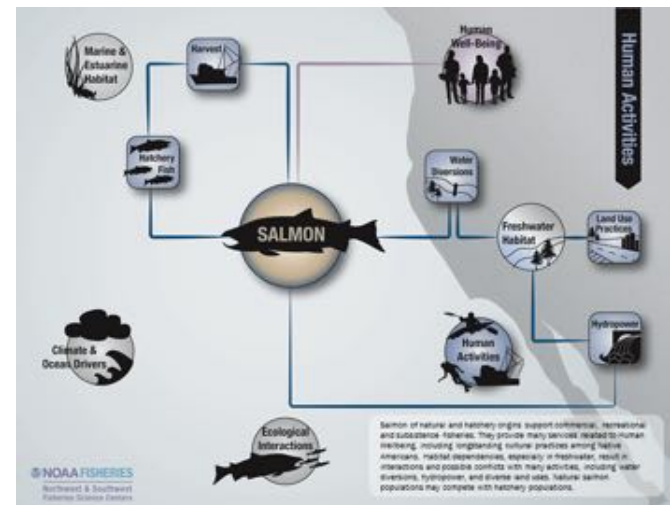 Marine &
Estuarine
Habitat
Harvest
Human
Well-Being
Human Activities
Hatchery
Fish
Water
Diversions
SALMON
Freshwater
Habitat
Land Use
Practices
Hydropower
Climate &
Ocean Drivers
Human
Activities
Ecological
Interactions
Salmon of natural and hatchery origins support commercial, recreational
and subsistence fisheries. They provide many services related to Human
Wellbeing, including longstanding cultural practices among Native
Americans. Habitat dependencies, especially in freshwater, result in
interactions and possible conflicts with many activities, including water
diversions, hydropower, and diverse land uses. Natural salmon
populations may compete with hatchery populations.
NOAA FISHERIES
Northwest & Southwest
Fisheries Science Centers